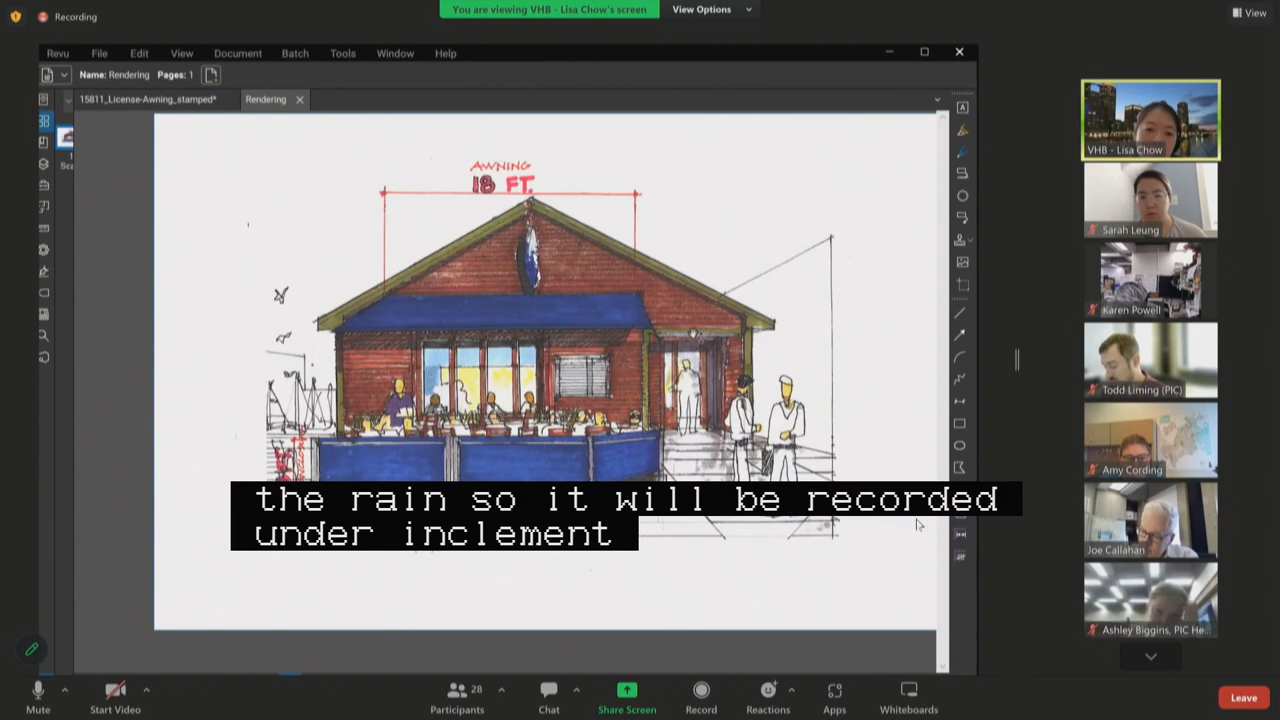 Recording
You are viewing VHB - Lisa Chow's screen
View Options
View
Revu File Edit View Document Batch Tools Window Help
Name: Rendering Pages: 1
15811_License-Awning_stamped*
Rendering
AWNING
18 FT.
the rain so it will be recorded
under inclement
VHB - Lisa Chow
Sarah Leung
Karen Powell
Todd Liming (PIC)
Amy Cording
Joe Callahan
Ashley Biggins, PIC He...
Mute
Start Video
Participants
28
Chat
Share Screen
Record
Reactions
Apps
Whiteboards
Leave